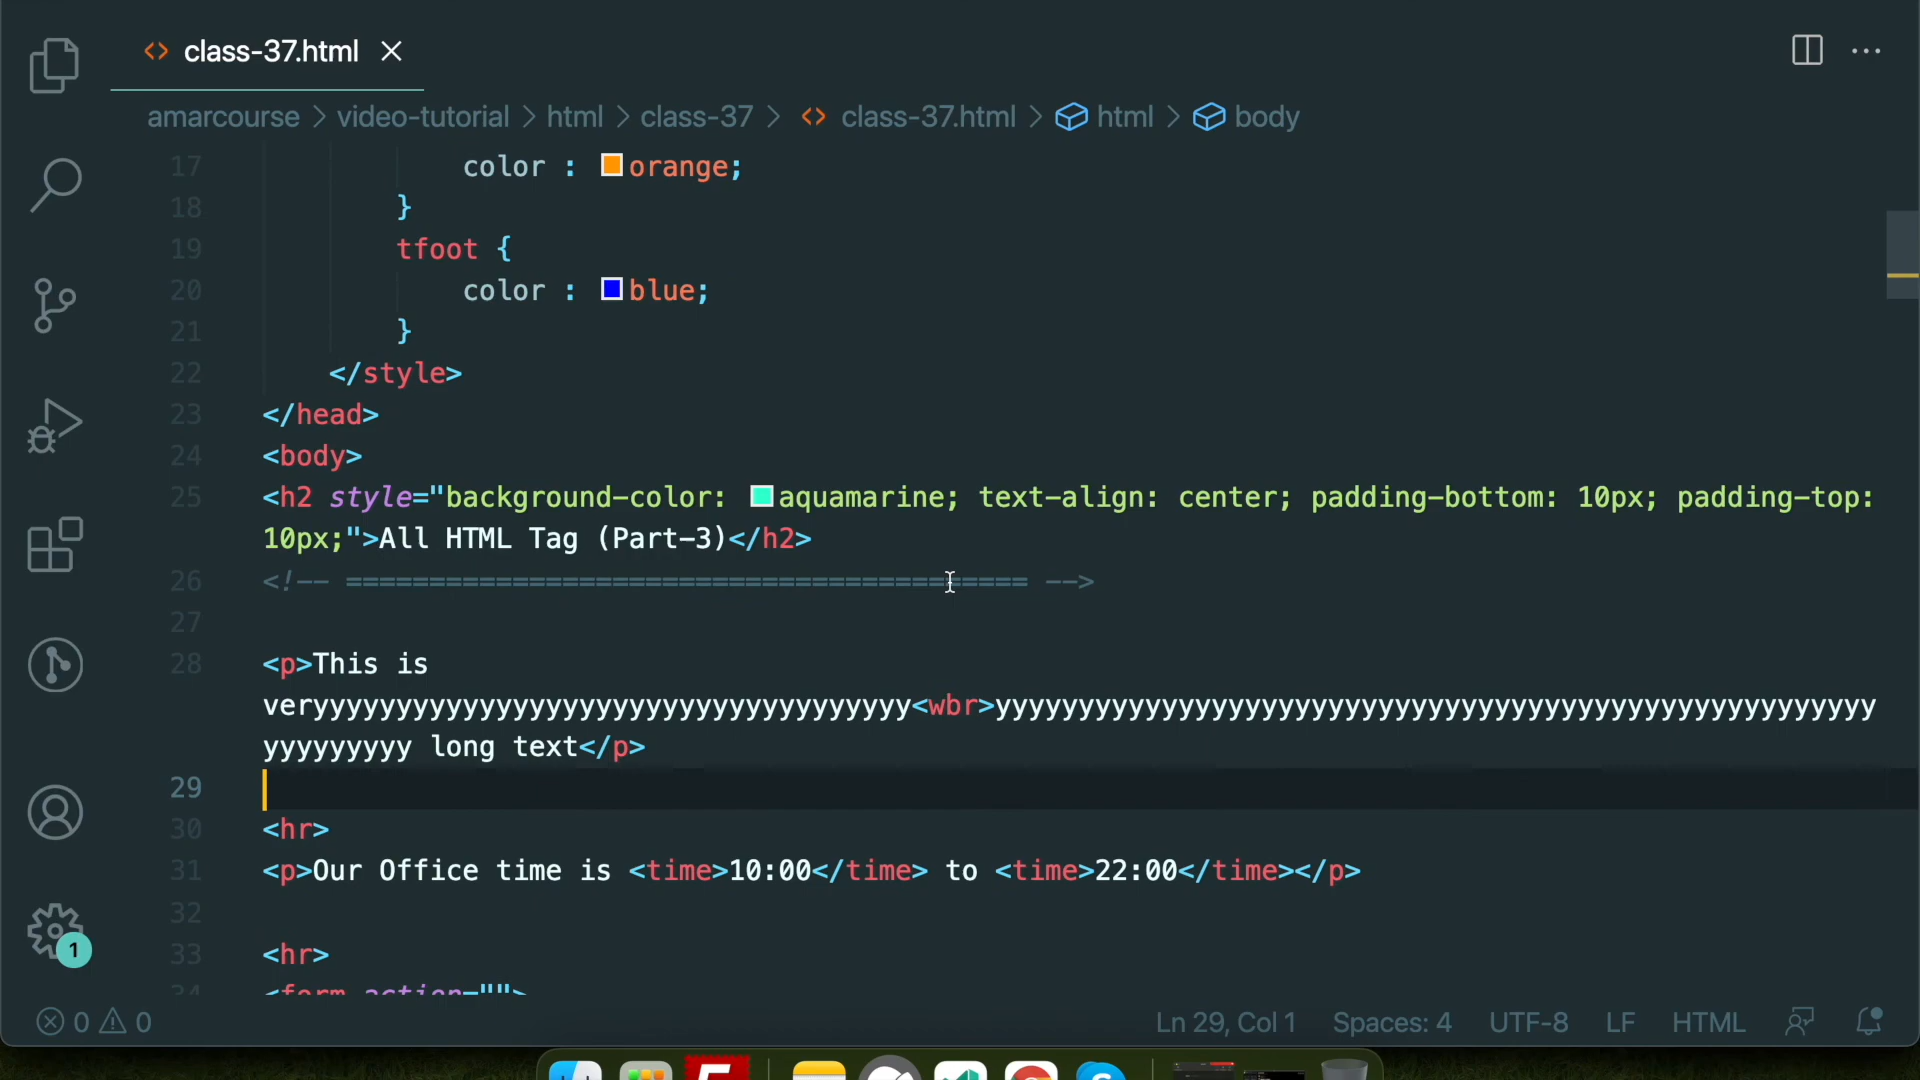 <> class-37.html
amarcourse > video-tutorial > html > class-37 > <> class-37.html > html > body
17 color : orange;
18 }
19 tfoot {
20 color : blue;
21 }
22 </style>
23 </head>
24 <body>
25 <h2 style="background-color: aquamarine; text-align: center; padding-bottom: 10px; padding-top:
10px;">All HTML Tag (Part-3)</h2>
26 <!-- ========================================= -->
27
28 <p>This is
veryyyyyyyyyyyyyyyyyyyyyyyyyyyyyyyyyyyy<wbr>yyyyyyyyyyyyyyyyyyyyyyyyyyyyyyyyyyyyyyyyyyyyyyyyyyyyy
yyyyyyyyy long text</p>
29
30 <hr>
31 <p>Our Office time is <time>10:00</time> to <time>22:00</time></p>
32
33 <hr>
34 <form action="">
1
0 0
Ln 29, Col 1 Spaces: 4 UTF-8 LF HTML